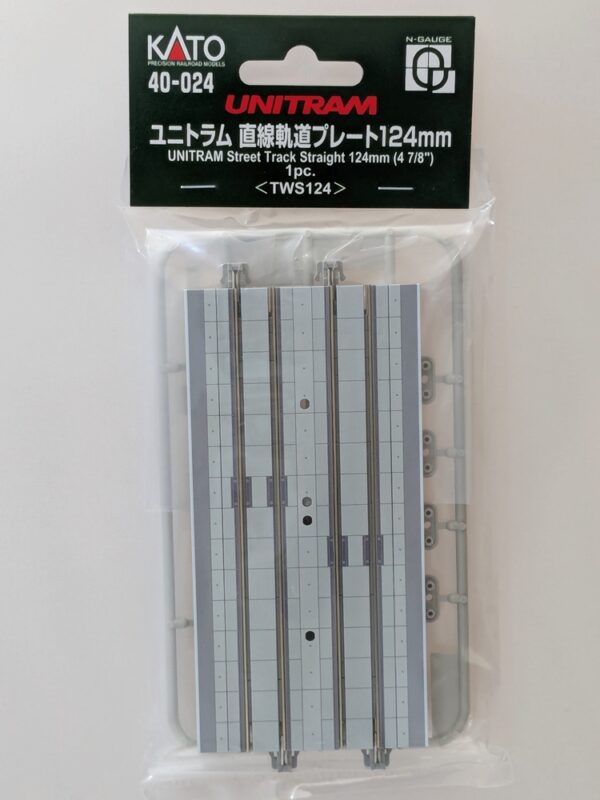 KATO
PRECISION RAILROAD MODELS
40-024
N-GAUGE
UNITRAM
ユニトラム 直線軌道プレート124mm
UNITRAM Street Track Straight 124mm (4 7/8")
1pc.
<TWS124>